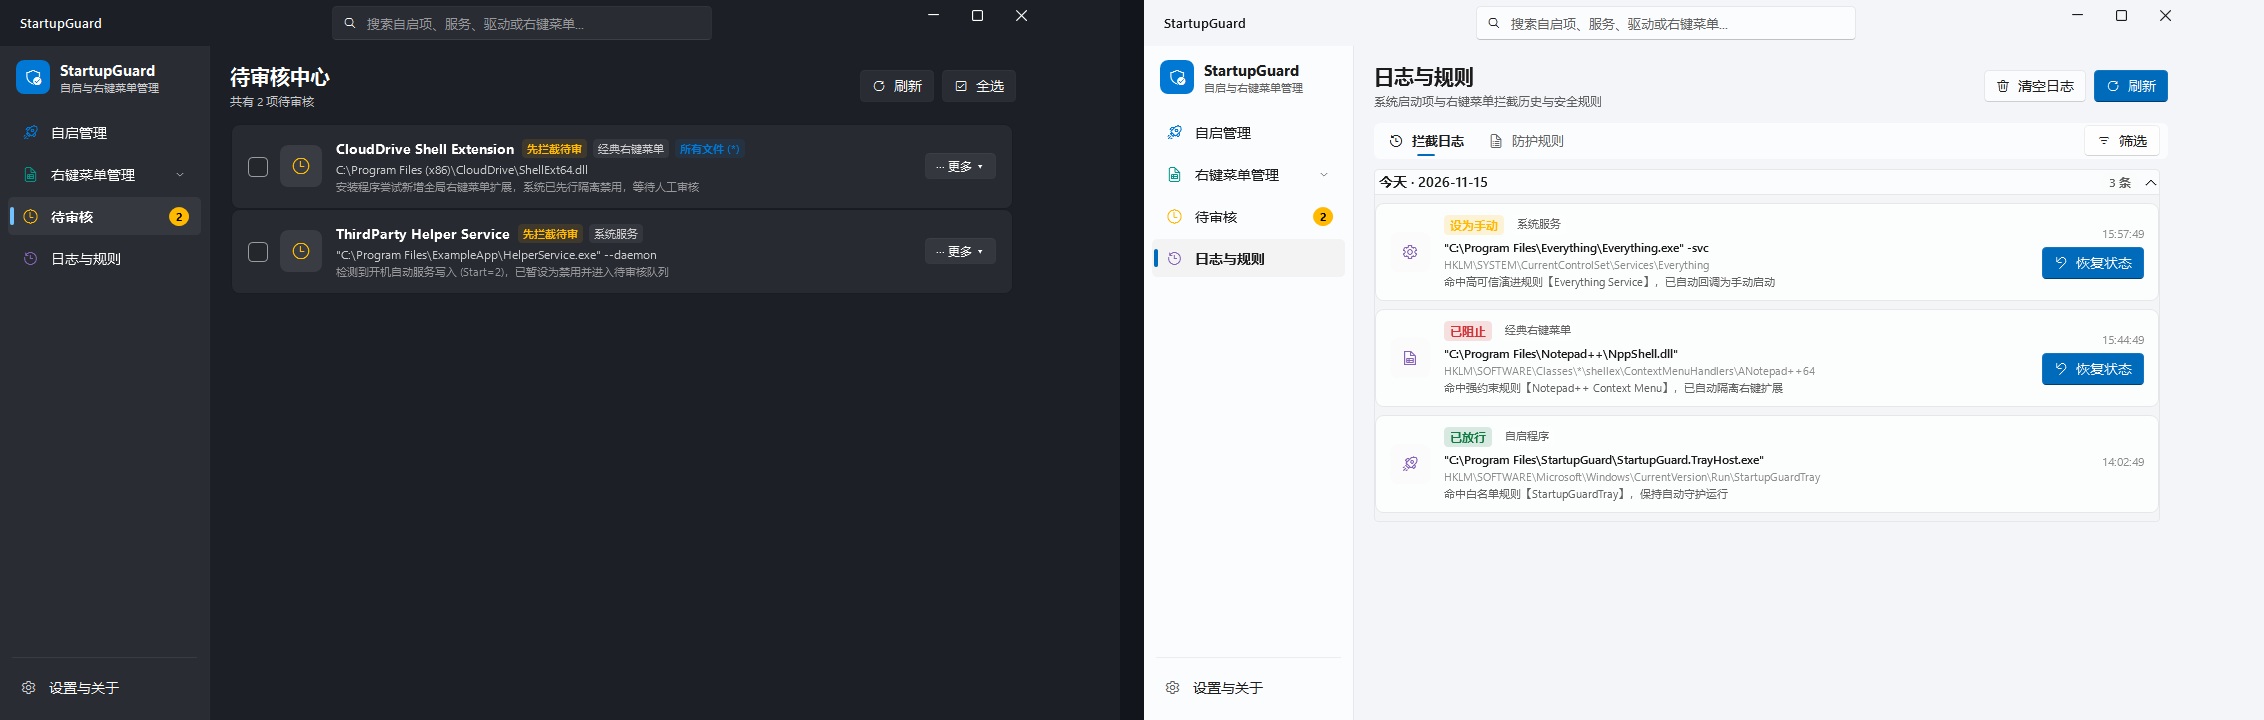 StartupGuard
搜索自启项、服务、驱动或右键菜单...
StartupGuard
自启与右键菜单管理
自启管理
右键菜单管理
待审核
2
日志与规则
设置与关于
待审核中心
共有 2 项待审核
刷新
全选
CloudDrive Shell Extension 先拦截待审 经典右键菜单 所有文件 (*)
C:\Program Files (x86)\CloudDrive\ShellExt64.dll
安装程序尝试新增全局右键菜单扩展，系统已先行隔离禁用，等待人工审核
··· 更多
ThirdParty Helper Service 先拦截待审 系统服务
"C:\Program Files\ExampleApp\HelperService.exe" --daemon
检测到开机自动服务写入 (Start=2)，已暂设为禁用并进入待审核队列
··· 更多
StartupGuard
搜索自启项、服务、驱动或右键菜单...
StartupGuard
自启与右键菜单管理
自启管理
右键菜单管理
待审核
2
日志与规则
设置与关于
日志与规则
系统启动项与右键菜单拦截历史与安全规则
清空日志
刷新
拦截日志
防护规则
筛选
今天 · 2026-11-15
3 条
设为手动 系统服务
"C:\Program Files\Everything\Everything.exe" -svc
HKLM\SYSTEM\CurrentControlSet\Services\Everything
命中高可信演进规则【Everything Service】，已自动回调为手动启动
15:57:49
恢复状态
已阻止 经典右键菜单
"C:\Program Files\Notepad++\NppShell.dll"
HKLM\SOFTWARE\Classes\*\shellex\ContextMenuHandlers\ANotepad++64
命中强约束规则【Notepad++ Context Menu】，已自动隔离右键扩展
15:44:49
恢复状态
已放行 自启程序
"C:\Program Files\StartupGuard\StartupGuard.TrayHost.exe"
HKLM\SOFTWARE\Microsoft\Windows\CurrentVersion\Run\StartupGuardTray
命中白名单规则【StartupGuardTray】，保持自动守护运行
14:02:49